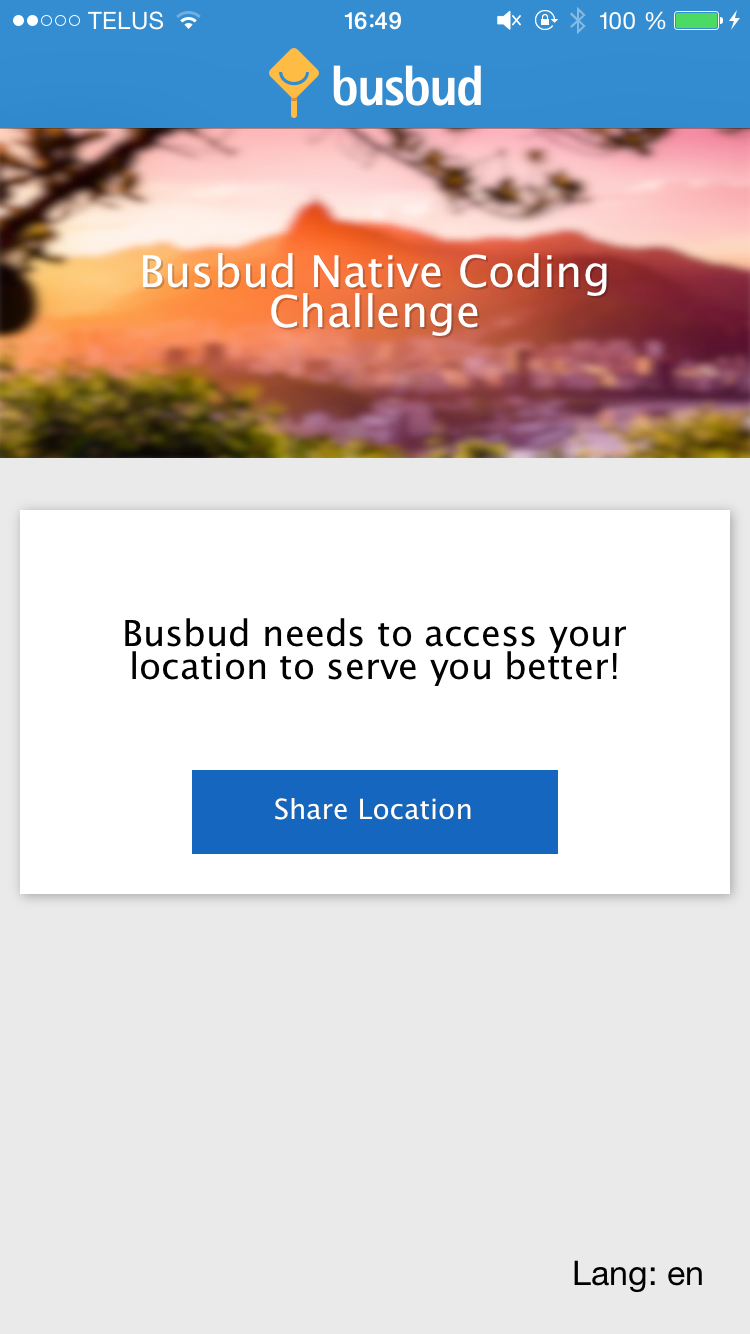 TELUS 16:49 100 %
busbud
Busbud Native Coding
Challenge
Busbud needs to access your
location to serve you better!
Share Location
Lang: en